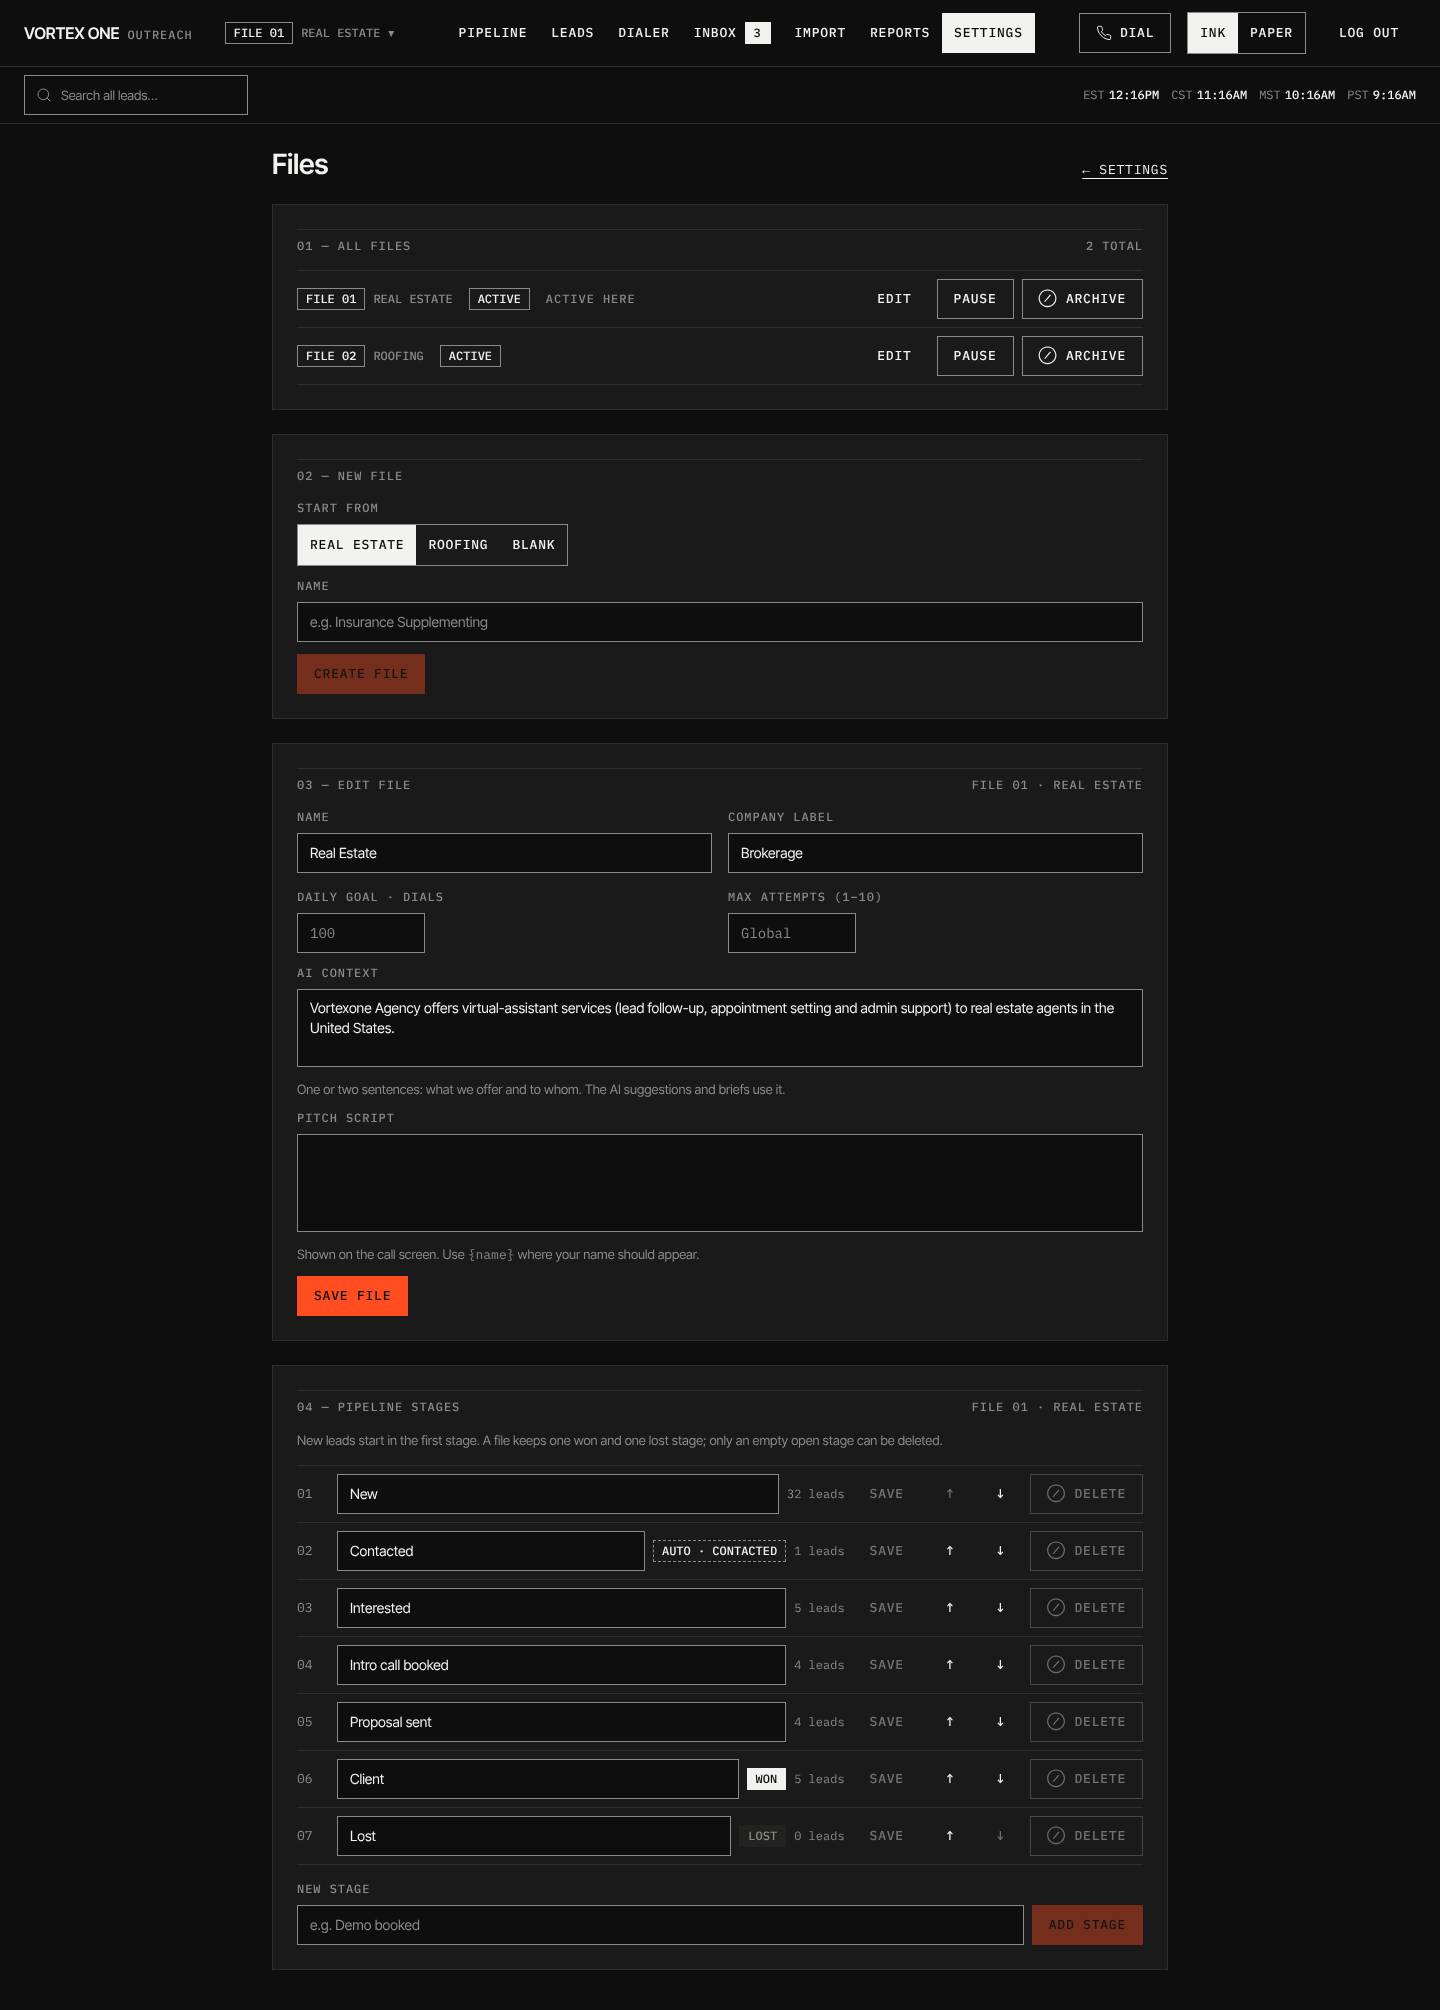 VORTEX ONE OUTREACH FILE 01 REAL ESTATE ▾ PIPELINE LEADS DIALER INBOX 3 IMPORT REPORTS SETTINGS DIAL INK PAPER LOG OUT
Search all leads... EST 12:16PM CST 11:16AM MST 10:16AM PST 9:16AM
Files ← SETTINGS
01 — ALL FILES 2 TOTAL
FILE 01 REAL ESTATE ACTIVE ACTIVE HERE EDIT PAUSE ARCHIVE
FILE 02 ROOFING ACTIVE EDIT PAUSE ARCHIVE
02 — NEW FILE
START FROM
REAL ESTATE ROOFING BLANK
NAME
e.g. Insurance Supplementing
CREATE FILE
03 — EDIT FILE FILE 01 · REAL ESTATE
NAME COMPANY LABEL
Real Estate Brokerage
DAILY GOAL · DIALS MAX ATTEMPTS (1–10)
100 Global
AI CONTEXT
Vortexone Agency offers virtual-assistant services (lead follow-up, appointment setting and admin support) to real estate agents in the
United States.
One or two sentences: what we offer and to whom. The AI suggestions and briefs use it.
PITCH SCRIPT
Shown on the call screen. Use {name} where your name should appear.
SAVE FILE
04 — PIPELINE STAGES FILE 01 · REAL ESTATE
New leads start in the first stage. A file keeps one won and one lost stage; only an empty open stage can be deleted.
01 New 32 leads SAVE ↑ ↓ DELETE
02 Contacted AUTO · CONTACTED 1 leads SAVE ↑ ↓ DELETE
03 Interested 5 leads SAVE ↑ ↓ DELETE
04 Intro call booked 4 leads SAVE ↑ ↓ DELETE
05 Proposal sent 4 leads SAVE ↑ ↓ DELETE
06 Client WON 5 leads SAVE ↑ ↓ DELETE
07 Lost LOST 0 leads SAVE ↑ ↓ DELETE
NEW STAGE
e.g. Demo booked ADD STAGE